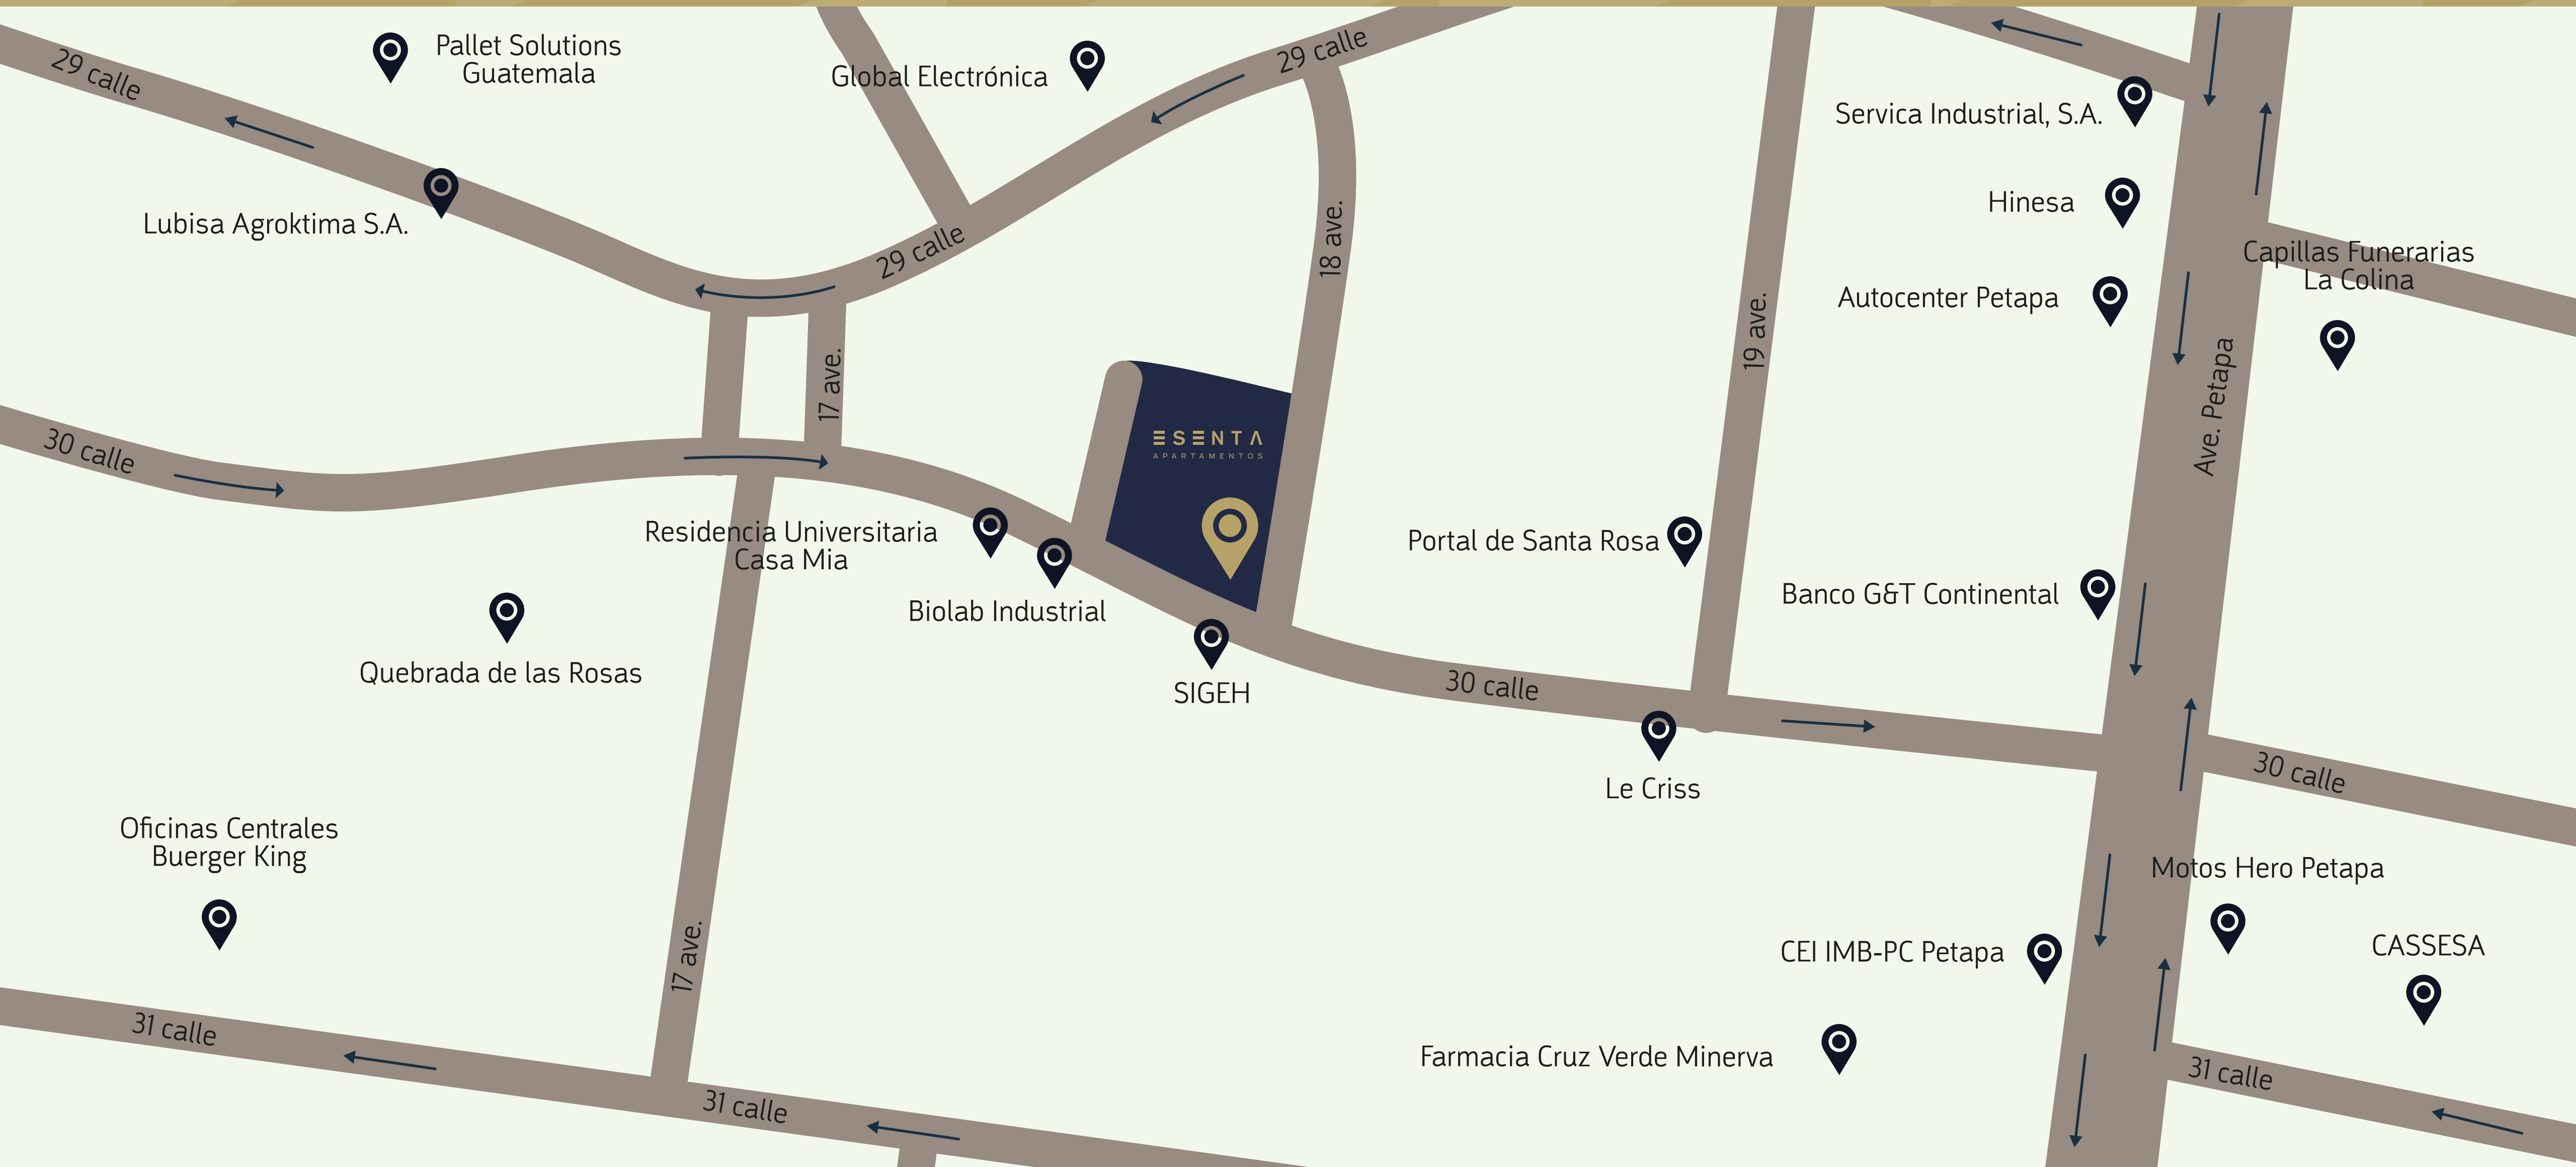 Pallet Solutions
Guatemala
Global Electrónica
29 calle
29 calle
Servica Industrial, S.A.
Lubisa Agroktima S.A.
Hinesa
29 calle
18 ave.
Capillas Funerarias
La Colina
Autocenter Petapa
19 ave.
17 ave.
Ave. Petapa
30 calle
ESENTA
APARTAMENTOS
Residencia Universitaria
Casa Mia
Portal de Santa Rosa
Banco G&T Continental
Biolab Industrial
Quebrada de las Rosas
SIGEH
30 calle
Le Criss
30 calle
Oficinas Centrales
Buerger King
Motos Hero Petapa
CEI IMB-PC Petapa
CASSESA
17 ave.
31 calle
Farmacia Cruz Verde Minerva
31 calle
31 calle